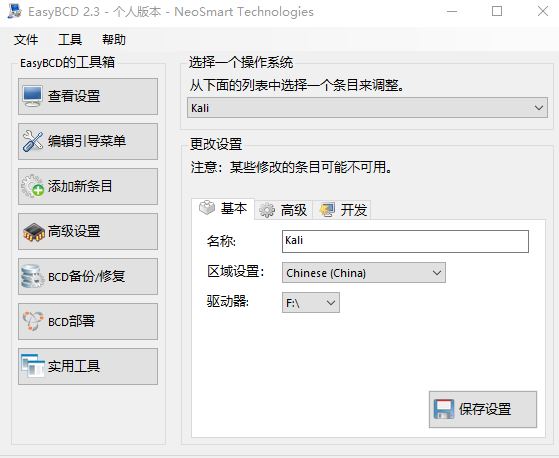 EasyBCD 2.3 - 个人版本 - NeoSmart Technologies
文件 工具 帮助
EasyBCD的工具箱
查看设置
编辑引导菜单
添加新条目
高级设置
BCD备份/修复
BCD部署
实用工具
选择一个操作系统
从下面的列表中选择一个条目来调整。
Kali
更改设置
注意：某些修改的条目可能不可用。
基本 高级 开发
名称: Kali
区域设置： Chinese (China)
驱动器: F:\
保存设置